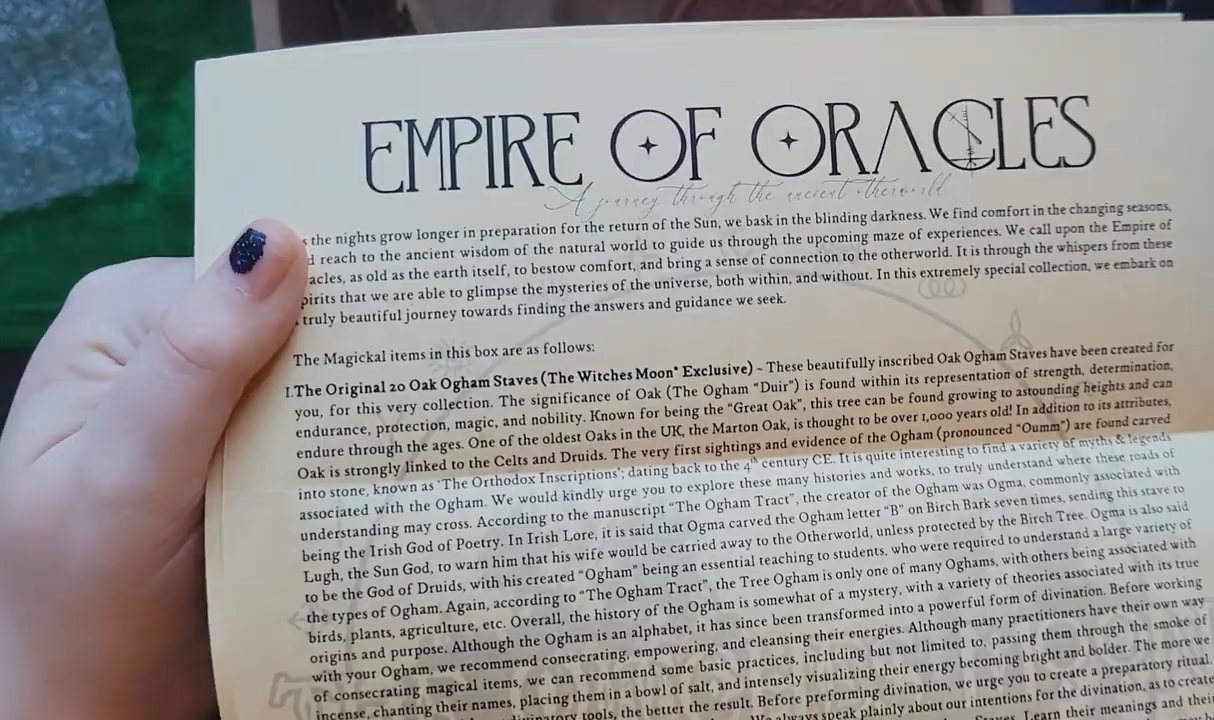 EMPIRE OF ORACLES
A journey through the ancient otherworld
s the nights grow longer in preparation for the return of the Sun, we bask in the blinding darkness. We find comfort in the changing seasons,
d reach to the ancient wisdom of the natural world to guide us through the upcoming maze of experiences. We call upon the Empire of
acles, as old as the earth itself, to bestow comfort, and bring a sense of connection to the otherworld. It is through the whispers from these
pirits that we are able to glimpse the mysteries of the universe, both within, and without. In this extremely special collection, we embark on
truly beautiful journey towards finding the answers and guidance we seek.
The Magickal items in this box are as follows:
1.The Original 20 Oak Ogham Staves (The Witches Moon® Exclusive) ~ These beautifully inscribed Oak Ogham Staves have been created for
you, for this very collection. The significance of Oak (The Ogham “Duir”) is found within its representation of strength, determination,
endurance, protection, magic, and nobility. Known for being the “Great Oak”, this tree can be found growing to astounding heights and can
endure through the ages. One of the oldest Oaks in the UK, the Marton Oak, is thought to be over 1,000 years old! In addition to its attributes,
Oak is strongly linked to the Celts and Druids. The very first sightings and evidence of the Ogham (pronounced “Oumm”) are found carved
into stone, known as ‘The Orthodox Inscriptions’; dating back to the 4th century CE. It is quite interesting to find a variety of myths & legends
associated with the Ogham. We would kindly urge you to explore these many histories and works, to truly understand where these roads of
understanding may cross. According to the manuscript “The Ogham Tract”, the creator of the Ogham was Ogma, commonly associated with
being the Irish God of Poetry. In Irish Lore, it is said that Ogma carved the Ogham letter “B” on Birch Bark seven times, sending this stave to
Lugh, the Sun God, to warn him that his wife would be carried away to the Otherworld, unless protected by the Birch Tree. Ogma is also said
to be the God of Druids, with his created “Ogham” being an essential teaching to students, who were required to understand a large variety of
the types of Ogham. Again, according to “The Ogham Tract”, the Tree Ogham is only one of many Oghams, with others being associated with
birds, plants, agriculture, etc. Overall, the history of the Ogham is somewhat of a mystery, with a variety of theories associated with its true
origins and purpose. Although the Ogham is an alphabet, it has since been transformed into a powerful form of divination. Before working
with your Ogham, we recommend consecrating, empowering, and cleansing their energies. Although many practitioners have their own way
of consecrating magical items, we can recommend some basic practices, including but not limited to, passing them through the smoke of
incense, chanting their names, placing them in a bowl of salt, and intensely visualizing their energy becoming bright and bolder. The more we
divinatory tools, the better the result. Before preforming divination, we urge you to create a preparatory ritual.
We always speak plainly about our intentions for the divination, as to create
Staves. Learn their meanings and thei